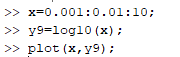 >> x=0.001:0.01:10;
>> y9=log10(x);
>> plot(x,y9);